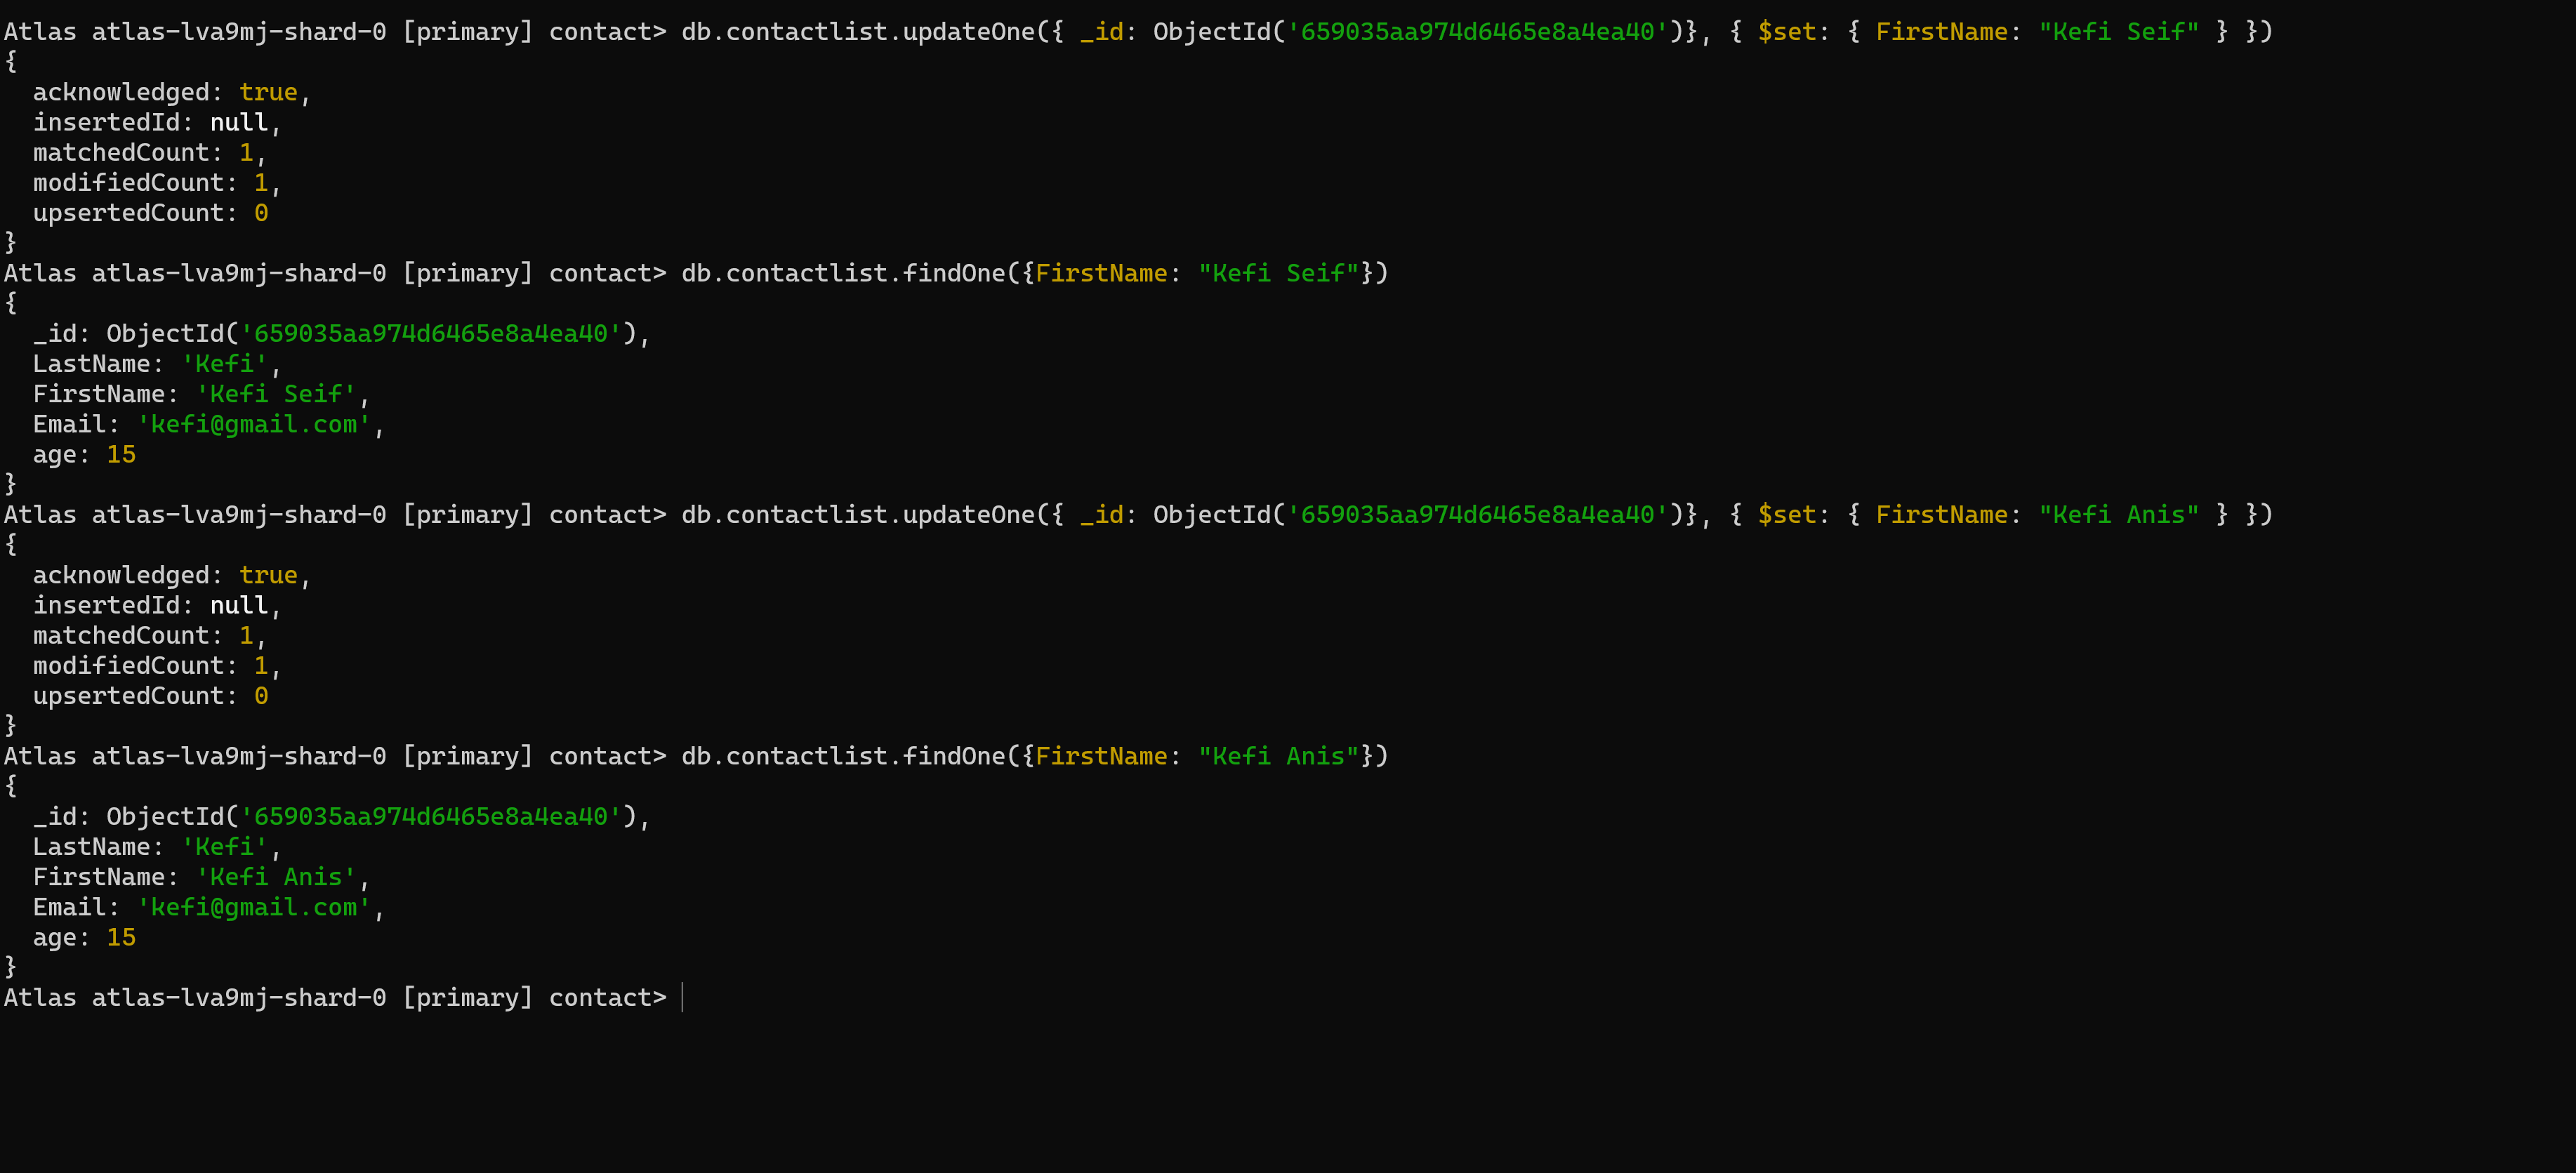 Atlas atlas-lva9mj-shard-0 [primary] contact> db.contactlist.updateOne({ _id: ObjectId('659035aa974d6465e8a4ea40')}, { $set: { FirstName: "Kefi Seif" } })
{
  acknowledged: true,
  insertedId: null,
  matchedCount: 1,
  modifiedCount: 1,
  upsertedCount: 0
}
Atlas atlas-lva9mj-shard-0 [primary] contact> db.contactlist.findOne({FirstName: "Kefi Seif"})
{
  _id: ObjectId('659035aa974d6465e8a4ea40'),
  LastName: 'Kefi',
  FirstName: 'Kefi Seif',
  Email: 'kefi@gmail.com',
  age: 15
}
Atlas atlas-lva9mj-shard-0 [primary] contact> db.contactlist.updateOne({ _id: ObjectId('659035aa974d6465e8a4ea40')}, { $set: { FirstName: "Kefi Anis" } })
{
  acknowledged: true,
  insertedId: null,
  matchedCount: 1,
  modifiedCount: 1,
  upsertedCount: 0
}
Atlas atlas-lva9mj-shard-0 [primary] contact> db.contactlist.findOne({FirstName: "Kefi Anis"})
{
  _id: ObjectId('659035aa974d6465e8a4ea40'),
  LastName: 'Kefi',
  FirstName: 'Kefi Anis',
  Email: 'kefi@gmail.com',
  age: 15
}
Atlas atlas-lva9mj-shard-0 [primary] contact>